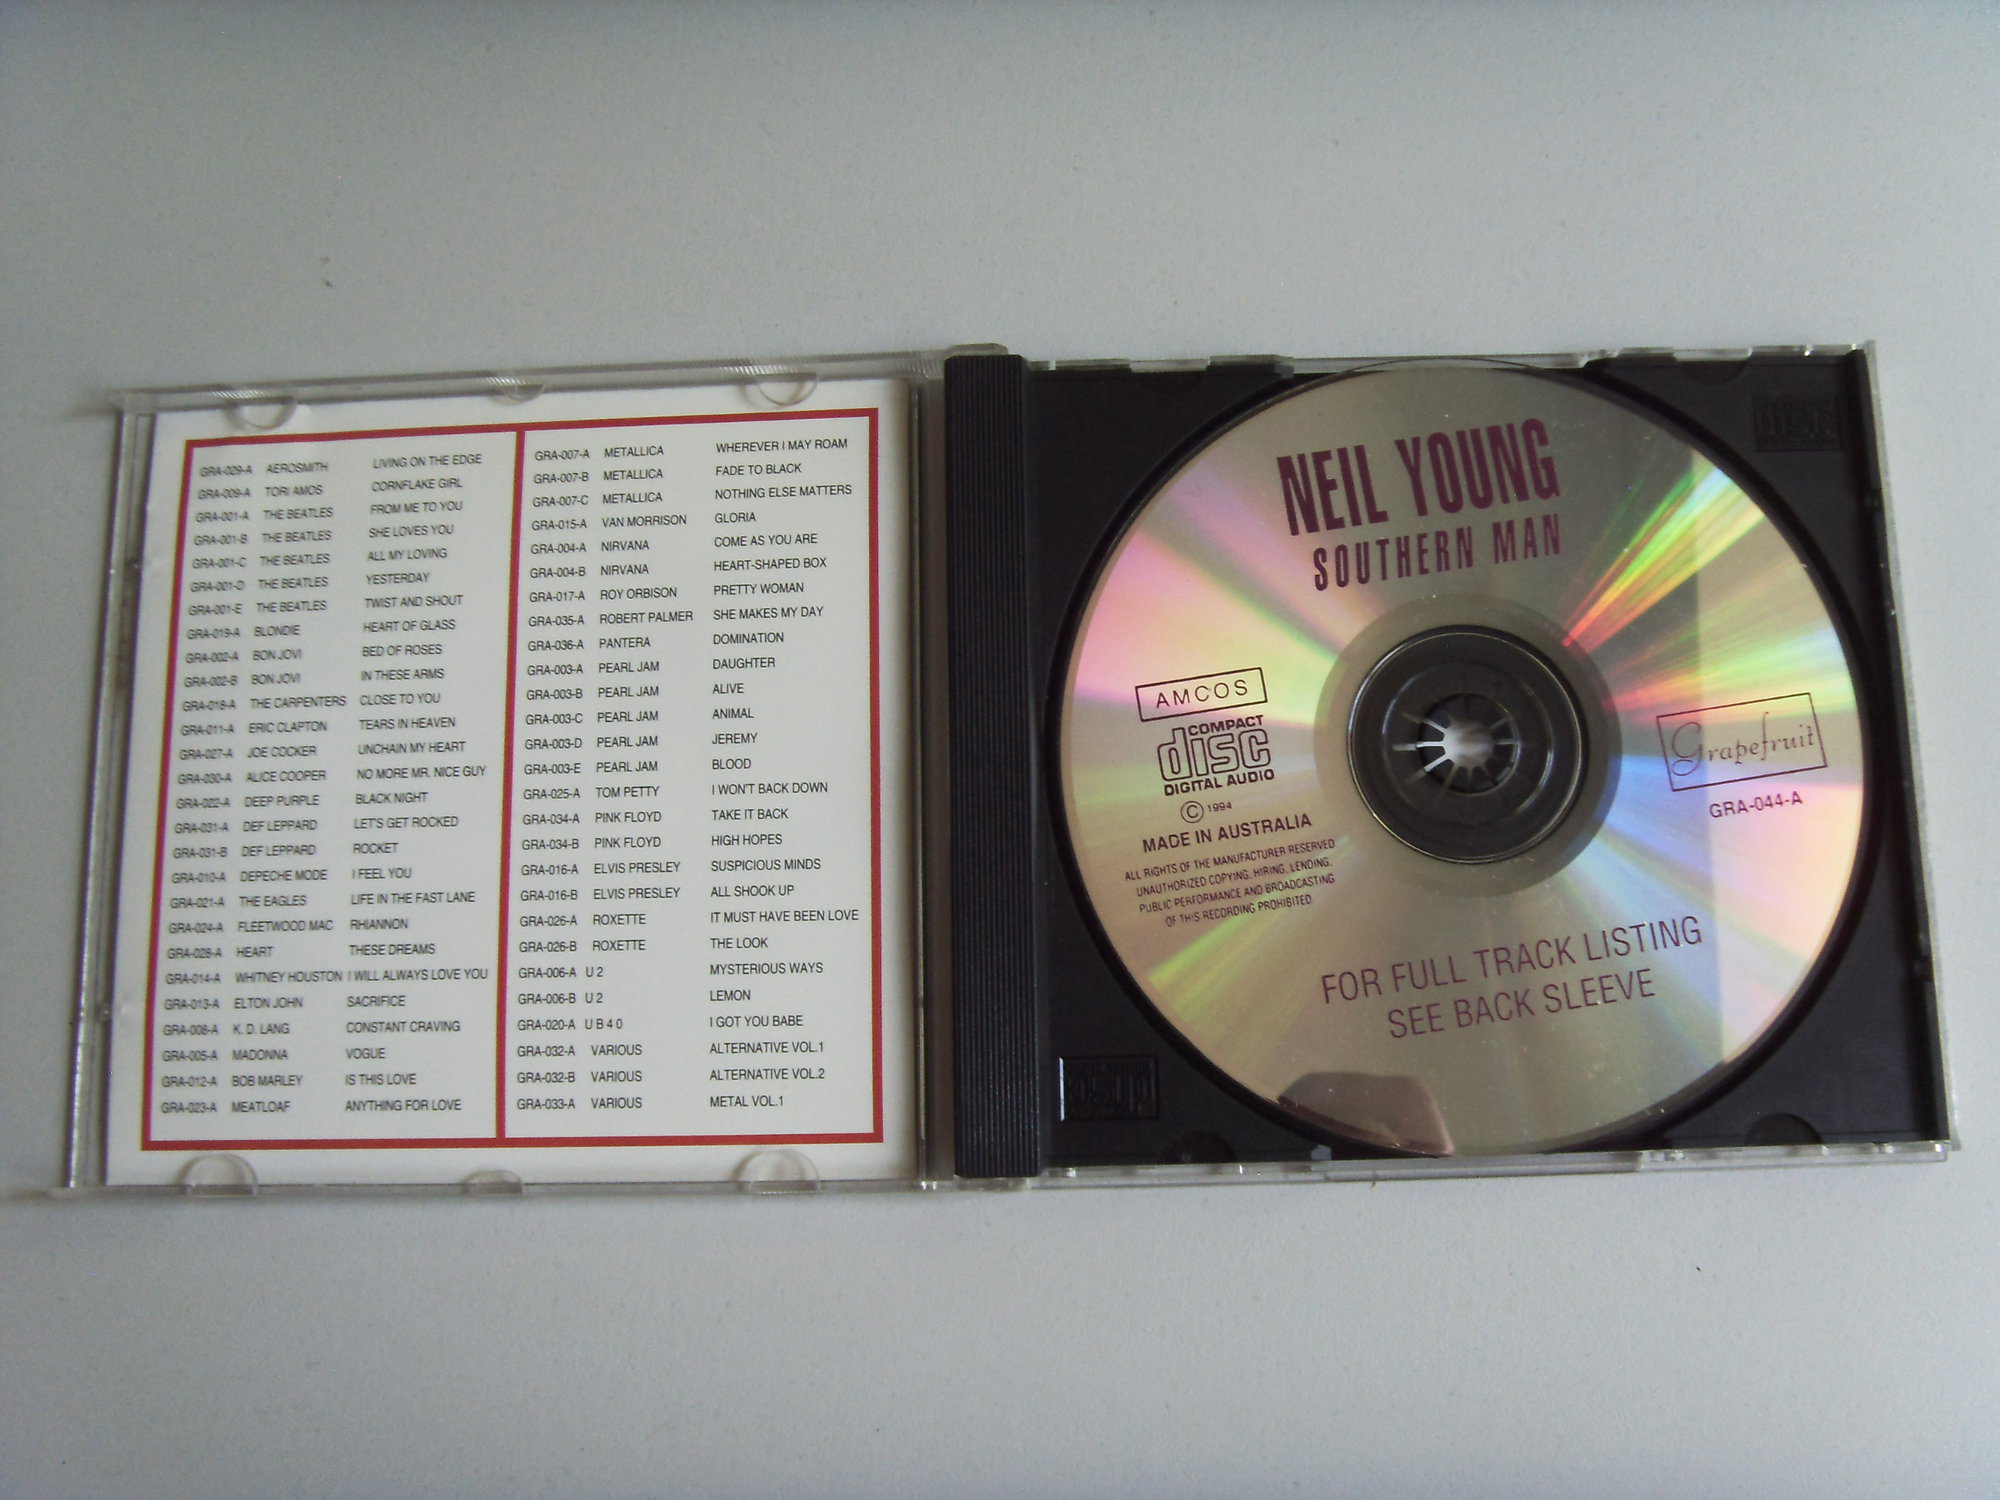 GRA-029-A AEROSMITH LIVING ON THE EDGE
GRA-009-A TORI AMOS CORNFLAKE GIRL
GRA-001-A THE BEATLES FROM ME TO YOU
GRA-001-B THE BEATLES SHE LOVES YOU
GRA-001-C THE BEATLES ALL MY LOVING
GRA-001-D THE BEATLES YESTERDAY
GRA-001-E THE BEATLES TWIST AND SHOUT
GRA-019-A BLONDIE HEART OF GLASS
GRA-002-A BON JOVI BED OF ROSES
GRA-002-B BON JOVI IN THESE ARMS
GRA-018-A THE CARPENTERS CLOSE TO YOU
GRA-011-A ERIC CLAPTON TEARS IN HEAVEN
GRA-027-A JOE COCKER UNCHAIN MY HEART
GRA-030-A ALICE COOPER NO MORE MR. NICE GUY
GRA-022-A DEEP PURPLE BLACK NIGHT
GRA-031-A DEF LEPPARD LET'S GET ROCKED
GRA-031-B DEF LEPPARD ROCKET
GRA-010-A DEPECHE MODE I FEEL YOU
GRA-021-A THE EAGLES LIFE IN THE FAST LANE
GRA-024-A FLEETWOOD MAC RHIANNON
GRA-028-A HEART THESE DREAMS
GRA-014-A WHITNEY HOUSTON I WILL ALWAYS LOVE YOU
GRA-013-A ELTON JOHN SACRIFICE
GRA-008-A K. D. LANG CONSTANT CRAVING
GRA-005-A MADONNA VOGUE
GRA-012-A BOB MARLEY IS THIS LOVE
GRA-023-A MEATLOAF ANYTHING FOR LOVE
GRA-007-A METALLICA WHEREVER I MAY ROAM
GRA-007-B METALLICA FADE TO BLACK
GRA-007-C METALLICA NOTHING ELSE MATTERS
GRA-015-A VAN MORRISON GLORIA
GRA-004-A NIRVANA COME AS YOU ARE
GRA-004-B NIRVANA HEART-SHAPED BOX
GRA-017-A ROY ORBISON PRETTY WOMAN
GRA-035-A ROBERT PALMER SHE MAKES MY DAY
GRA-036-A PANTERA DOMINATION
GRA-003-A PEARL JAM DAUGHTER
GRA-003-B PEARL JAM ALIVE
GRA-003-C PEARL JAM ANIMAL
GRA-003-D PEARL JAM JEREMY
GRA-003-E PEARL JAM BLOOD
GRA-025-A TOM PETTY I WON'T BACK DOWN
GRA-034-A PINK FLOYD TAKE IT BACK
GRA-034-B PINK FLOYD HIGH HOPES
GRA-016-A ELVIS PRESLEY SUSPICIOUS MINDS
GRA-016-B ELVIS PRESLEY ALL SHOOK UP
GRA-026-A ROXETTE IT MUST HAVE BEEN LOVE
GRA-026-B ROXETTE THE LOOK
GRA-006-A U 2 MYSTERIOUS WAYS
GRA-006-B U 2 LEMON
GRA-020-A U B 4 0 I GOT YOU BABE
GRA-032-A VARIOUS ALTERNATIVE VOL.1
GRA-032-B VARIOUS ALTERNATIVE VOL.2
GRA-033-A VARIOUS METAL VOL.1
NEIL YOUNG
SOUTHERN MAN
AMCOS
COMPACT
disc
DIGITAL AUDIO
© 1994
MADE IN AUSTRALIA
ALL RIGHTS OF THE MANUFACTURER RESERVED.
UNAUTHORIZED COPYING, HIRING, LENDING,
PUBLIC PERFORMANCE AND BROADCASTING
OF THIS RECORDING PROHIBITED.
Grapefruit
GRA-044-A
FOR FULL TRACK LISTING
SEE BACK SLEEVE